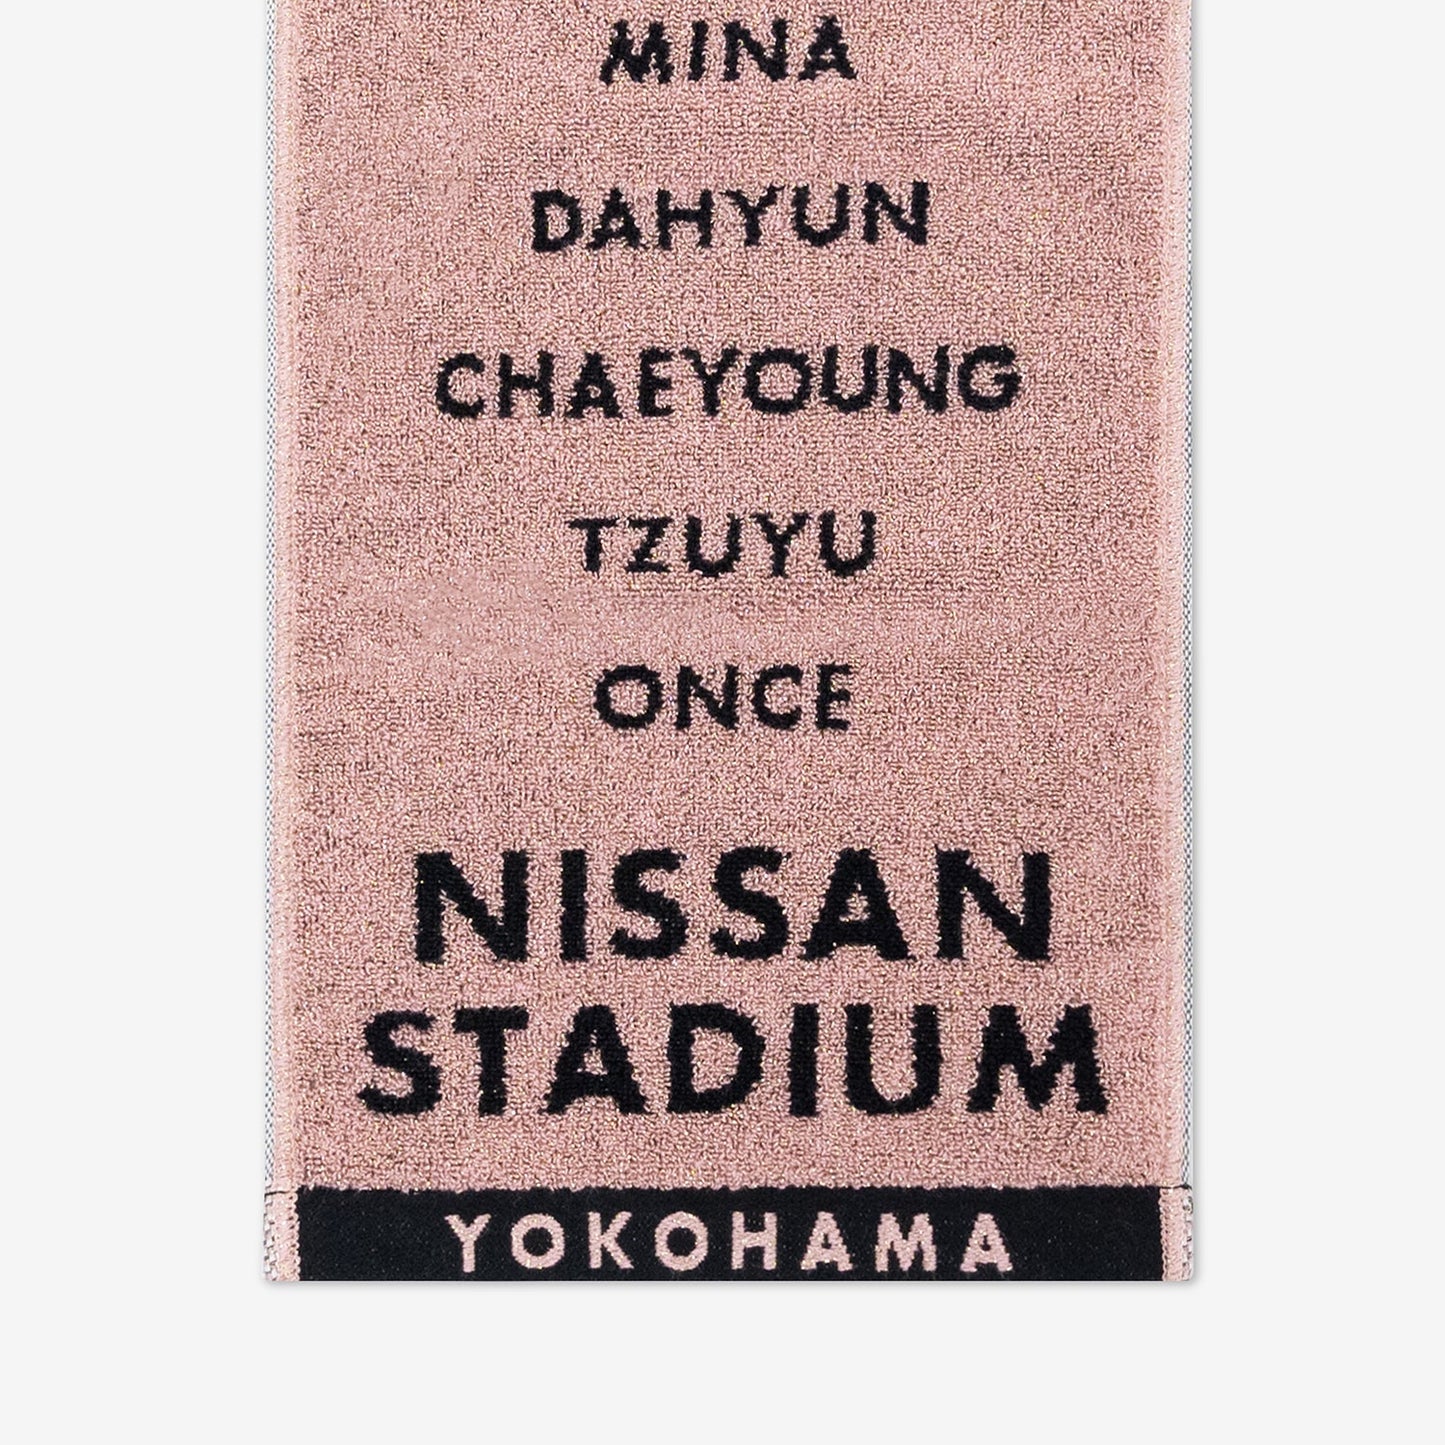 MINA
DAHYUN
CHAEYOUNG
TZUYU
ONCE
NISSAN
STADIUM
YOKOHAMA